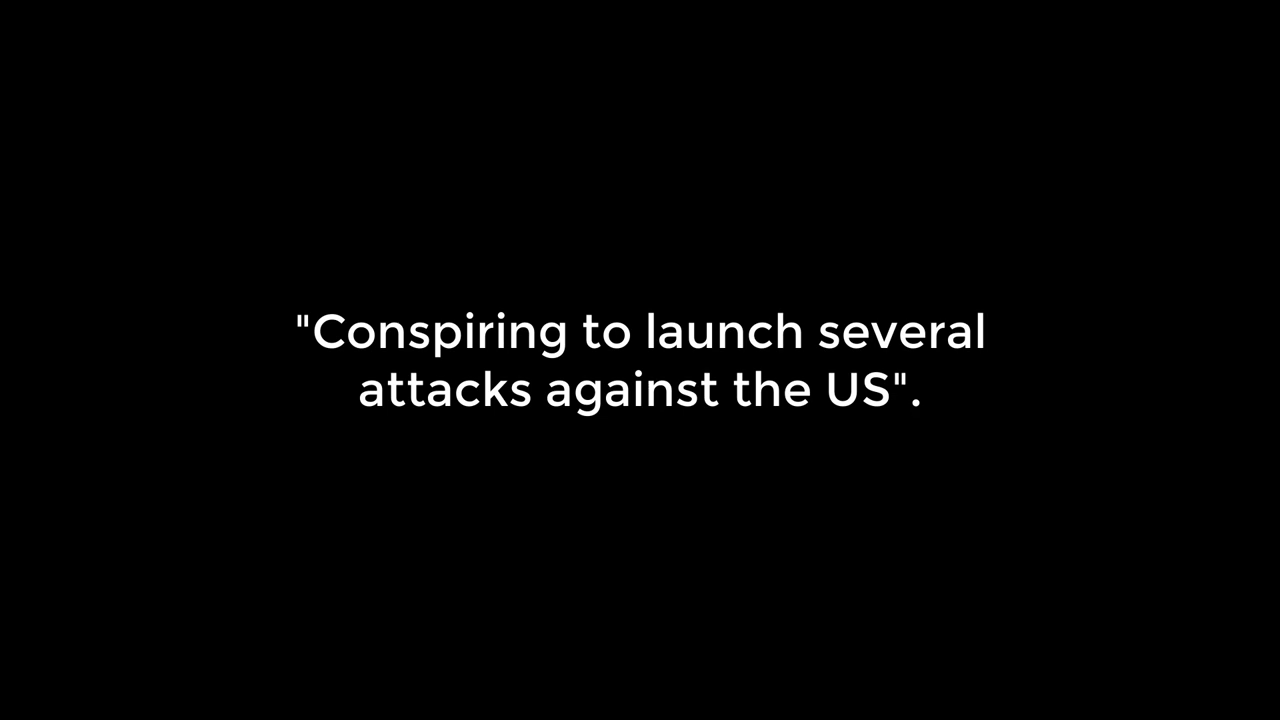 "Conspiring to launch several
attacks against the US".